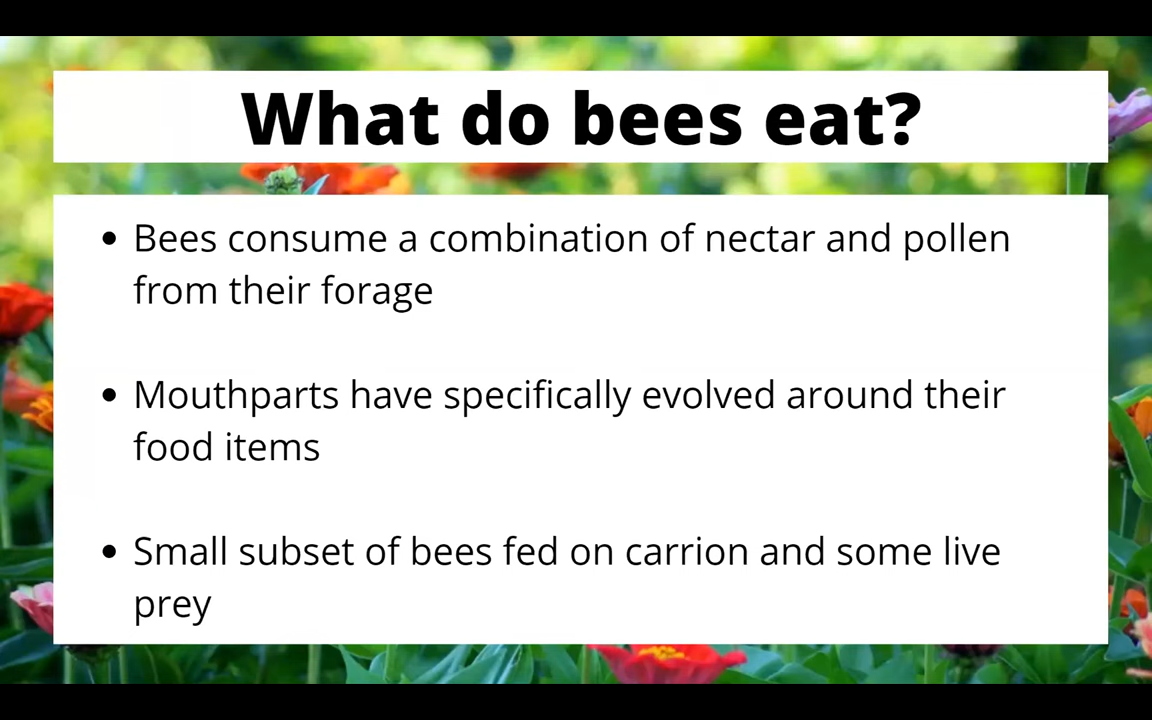 What do bees eat?
• Bees consume a combination of nectar and pollen
from their forage
• Mouthparts have specifically evolved around their
food items
• Small subset of bees fed on carrion and some live
prey